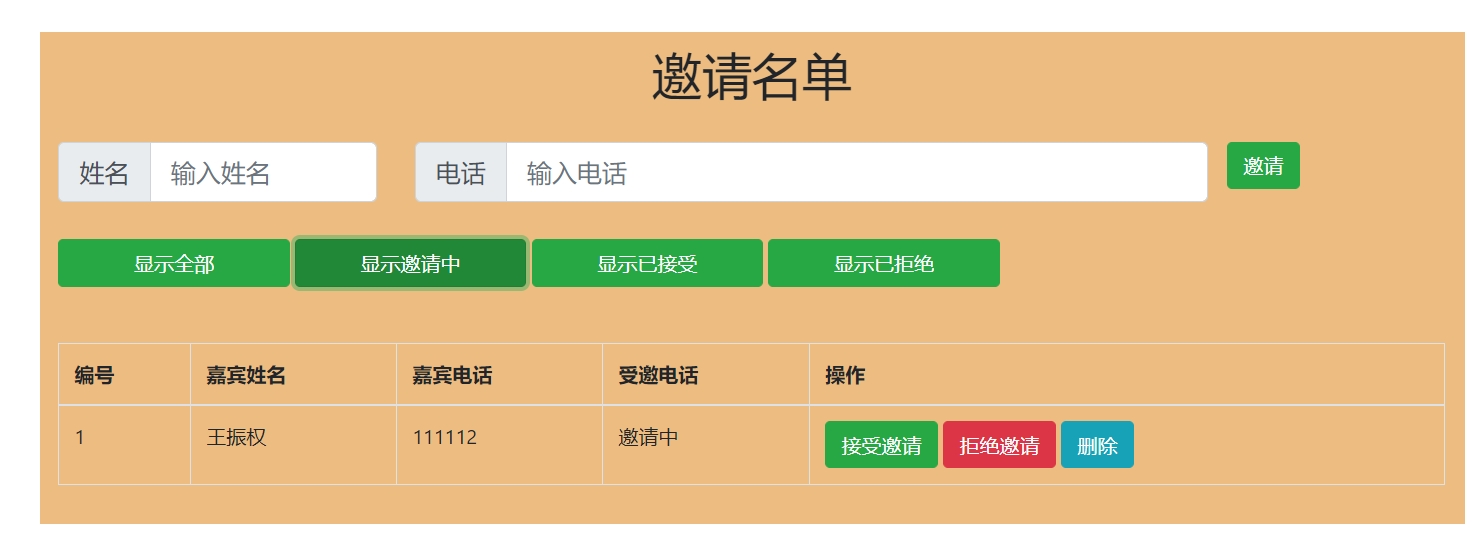 邀请名单
姓名 输入姓名 电话 输入电话 邀请
显示全部 显示邀请中 显示已接受 显示已拒绝
编号 嘉宾姓名 嘉宾电话 受邀电话 操作
1 王振权 111112 邀请中 接受邀请 拒绝邀请 删除